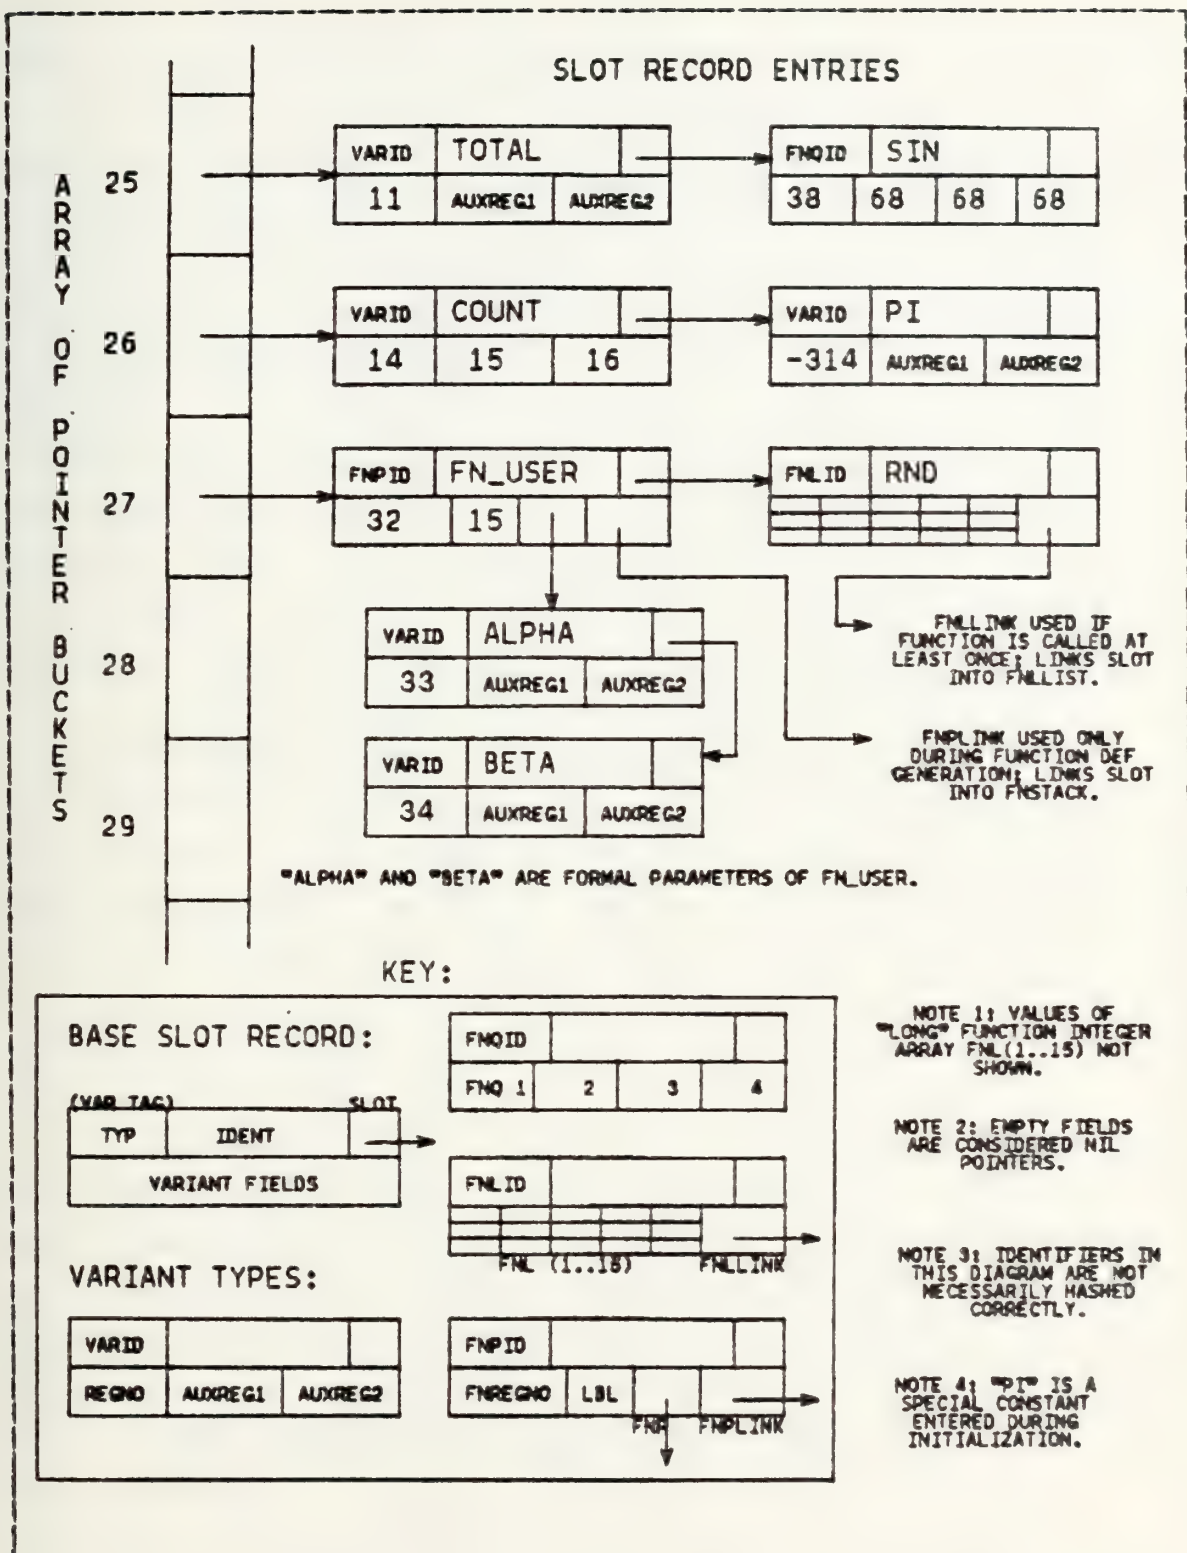 SLOT RECORD ENTRIES
ARRAY OF POINTER BUCKETS
25
VARID TOTAL
11 AUXREG1 AUXREG2
FNQID SIN
38 68 68 68
26
VARID COUNT
14 15 16
VARID PI
-314 AUXREG1 AUXREG2
27
FNPID FN_USER
32 15
FNLID RND
28
VARID ALPHA
33 AUXREG1 AUXREG2
FNLLINK USED IF
FUNCTION IS CALLED AT
LEAST ONCE; LINKS SLOT
INTO FNLLIST.
29
VARID BETA
34 AUXREG1 AUXREG2
FNPLINK USED ONLY
DURING FUNCTION DEF
GENERATION; LINKS SLOT
INTO FNSTACK.
"ALPHA" AND "BETA" ARE FORMAL PARAMETERS OF FN_USER.
KEY:
BASE SLOT RECORD:
(VAR TAG) SLOT
TYP IDENT
VARIANT FIELDS
VARIANT TYPES:
VARID
REGNO AUXREG1 AUXREG2
FNQID
FNQ 1 2 3 4
FNLID
FNL (1..15) FNLLINK
FNPID
FNREGNO LBL
FNP FNPLINK
NOTE 1: VALUES OF
"LONG" FUNCTION INTEGER
ARRAY FNL(1..15) NOT
SHOWN.
NOTE 2: EMPTY FIELDS
ARE CONSIDERED NIL
POINTERS.
NOTE 3: IDENTIFIERS IN
THIS DIAGRAM ARE NOT
NECESSARILY HASHED
CORRECTLY.
NOTE 4: "PI" IS A
SPECIAL CONSTANT
ENTERED DURING
INITIALIZATION.